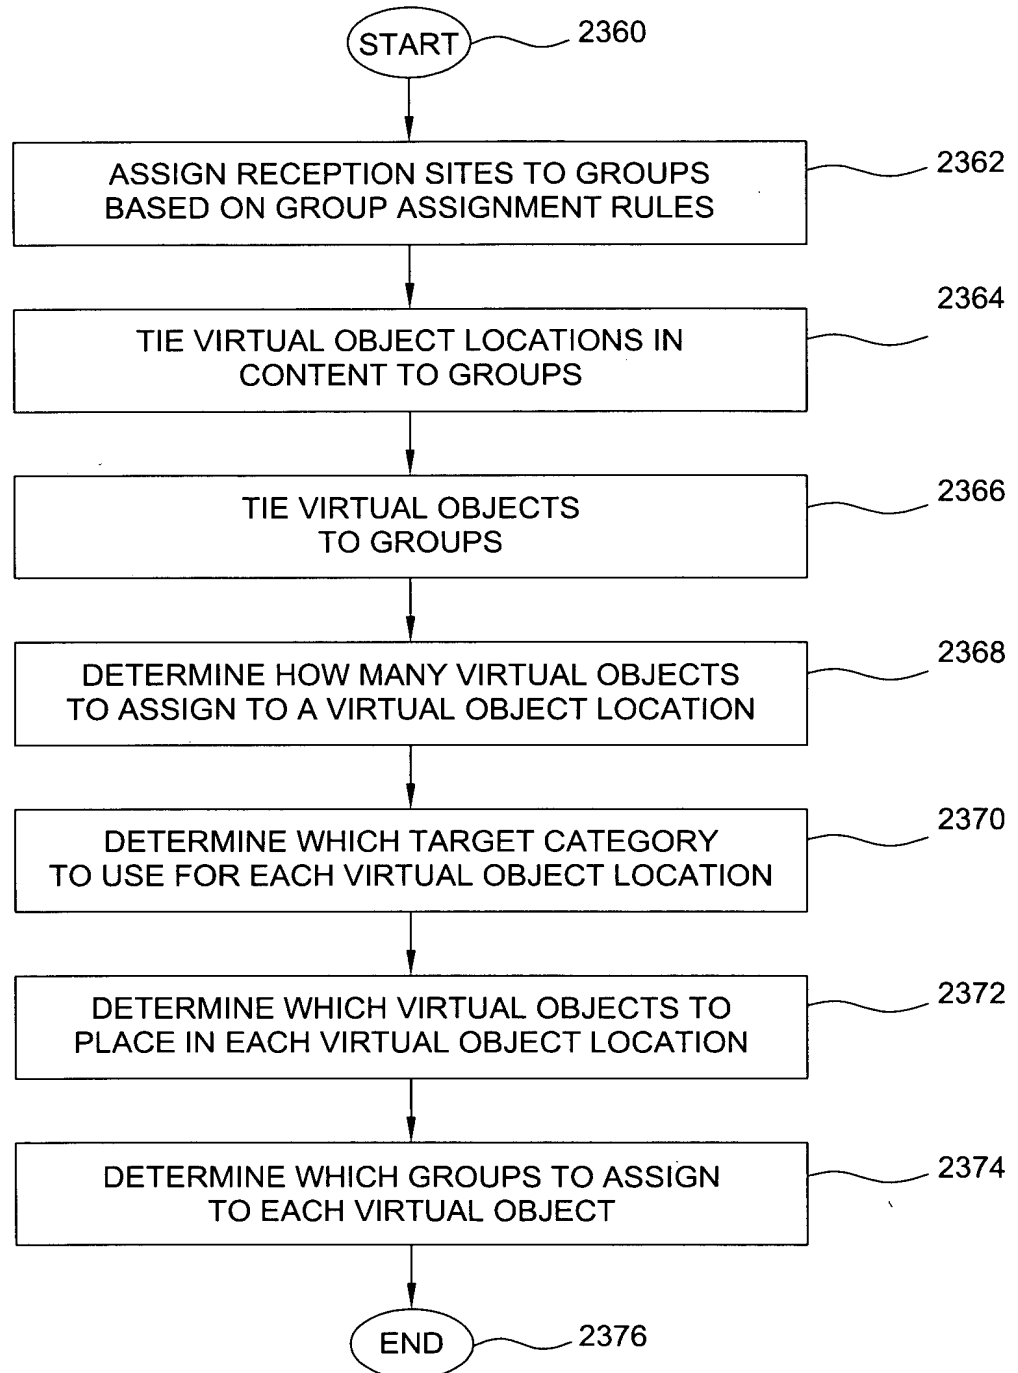 START
2360
ASSIGN RECEPTION SITES TO GROUPS
BASED ON GROUP ASSIGNMENT RULES
2362
TIE VIRTUAL OBJECT LOCATIONS IN
CONTENT TO GROUPS
2364
TIE VIRTUAL OBJECTS
TO GROUPS
2366
DETERMINE HOW MANY VIRTUAL OBJECTS
TO ASSIGN TO A VIRTUAL OBJECT LOCATION
2368
DETERMINE WHICH TARGET CATEGORY
TO USE FOR EACH VIRTUAL OBJECT LOCATION
2370
DETERMINE WHICH VIRTUAL OBJECTS TO
PLACE IN EACH VIRTUAL OBJECT LOCATION
2372
DETERMINE WHICH GROUPS TO ASSIGN
TO EACH VIRTUAL OBJECT
2374
END
2376